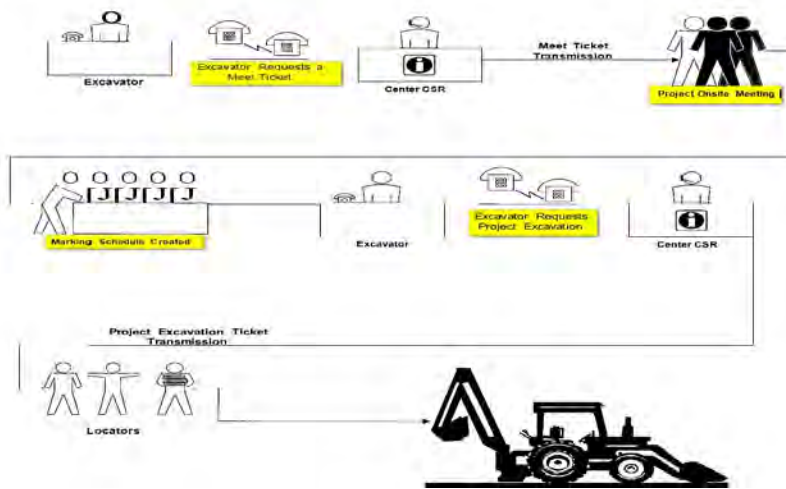 Excavator
Excavator Requests a
Meet Ticket
Center CSR
Meet Ticket
Transmission
Project Onsite Meeting
Marking Schedule Created
Excavator
Excavator Requests
Project Excavation
Center CSR
Project Excavation Ticket
Transmission
Locators